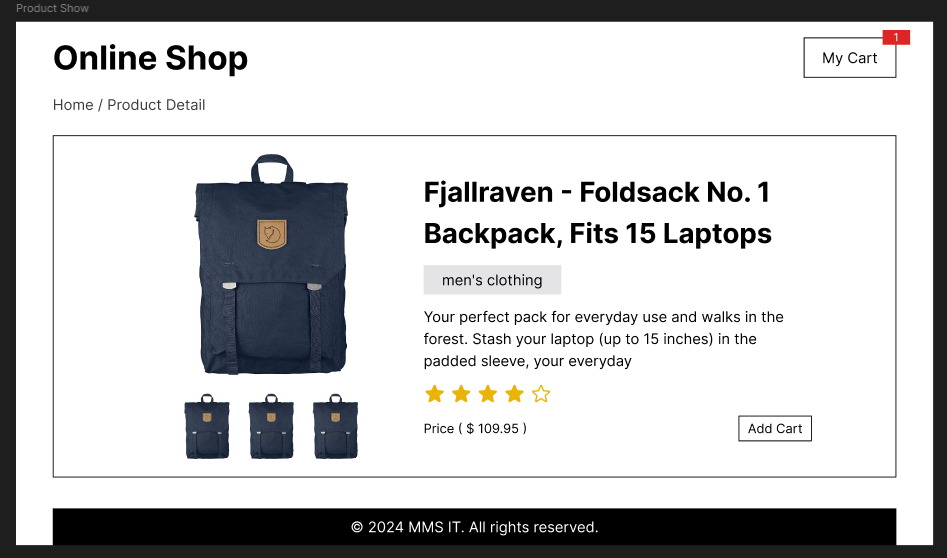 Product Show
Online Shop
1
My Cart
Home / Product Detail
Fjallraven - Foldsack No. 1
Backpack, Fits 15 Laptops
men's clothing
Your perfect pack for everyday use and walks in the
forest. Stash your laptop (up to 15 inches) in the
padded sleeve, your everyday
Price ( $ 109.95 )
Add Cart
© 2024 MMS IT. All rights reserved.